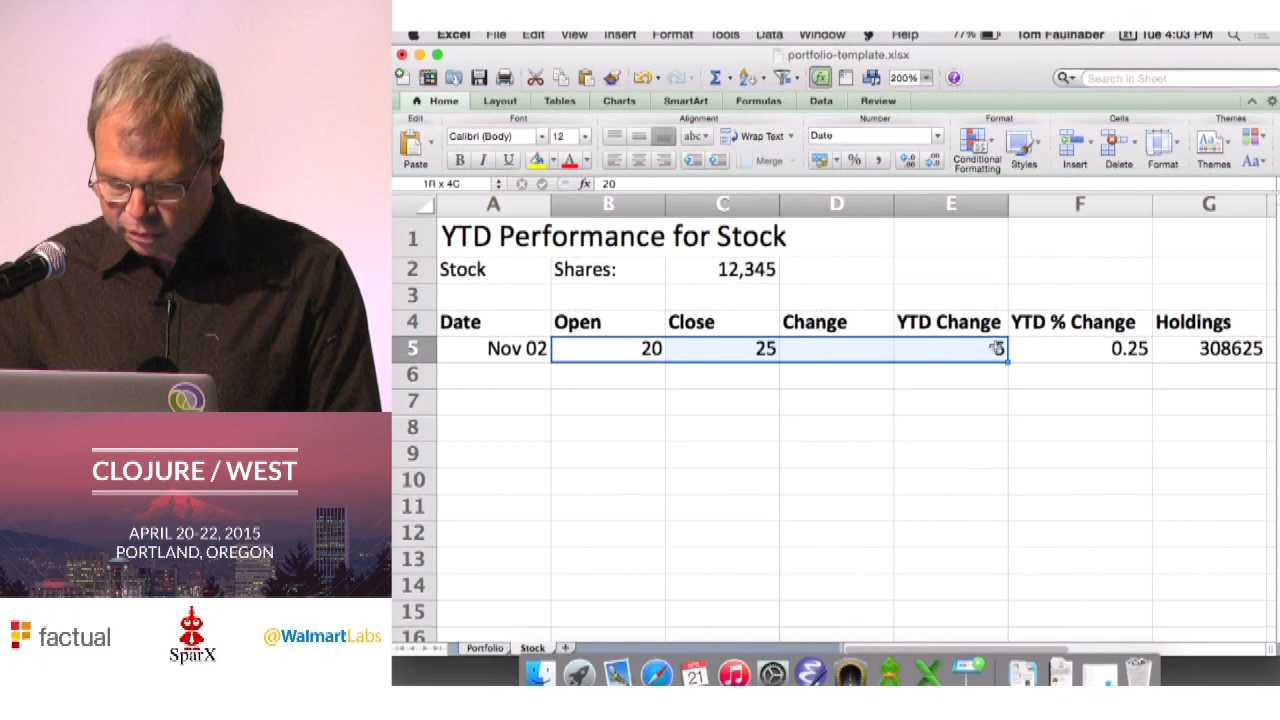 Excel File Edit View Insert Format Tools Data Window Help 77% Tom Faulhaber Tue 4:03 PM
portfolio-template.xlsx
200% Search in Sheet
Home Layout Tables Charts SmartArt Formulas Data Review
Edit Font Alignment Number Format Cells Themes
Calibri (Body) 12 abc Wrap Text Date
Paste B I U A Merge % Conditional Formatting Styles Insert Delete Format Themes Aa
1R x 4C fx 20
A B C D E F G
1 YTD Performance for Stock
2 Stock Shares: 12,345
3
4 Date Open Close Change YTD Change YTD % Change Holdings
5 Nov 02 20 25 5 0.25 308625
6
7
8
9
10
11
12
13
14
15
16
Portfolio Stock
21
CLOJURE / WEST
APRIL 20-22, 2015
PORTLAND, OREGON
factual SparX @WalmartLabs